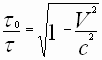 τ₀/τ = √(1 − V²/c²)